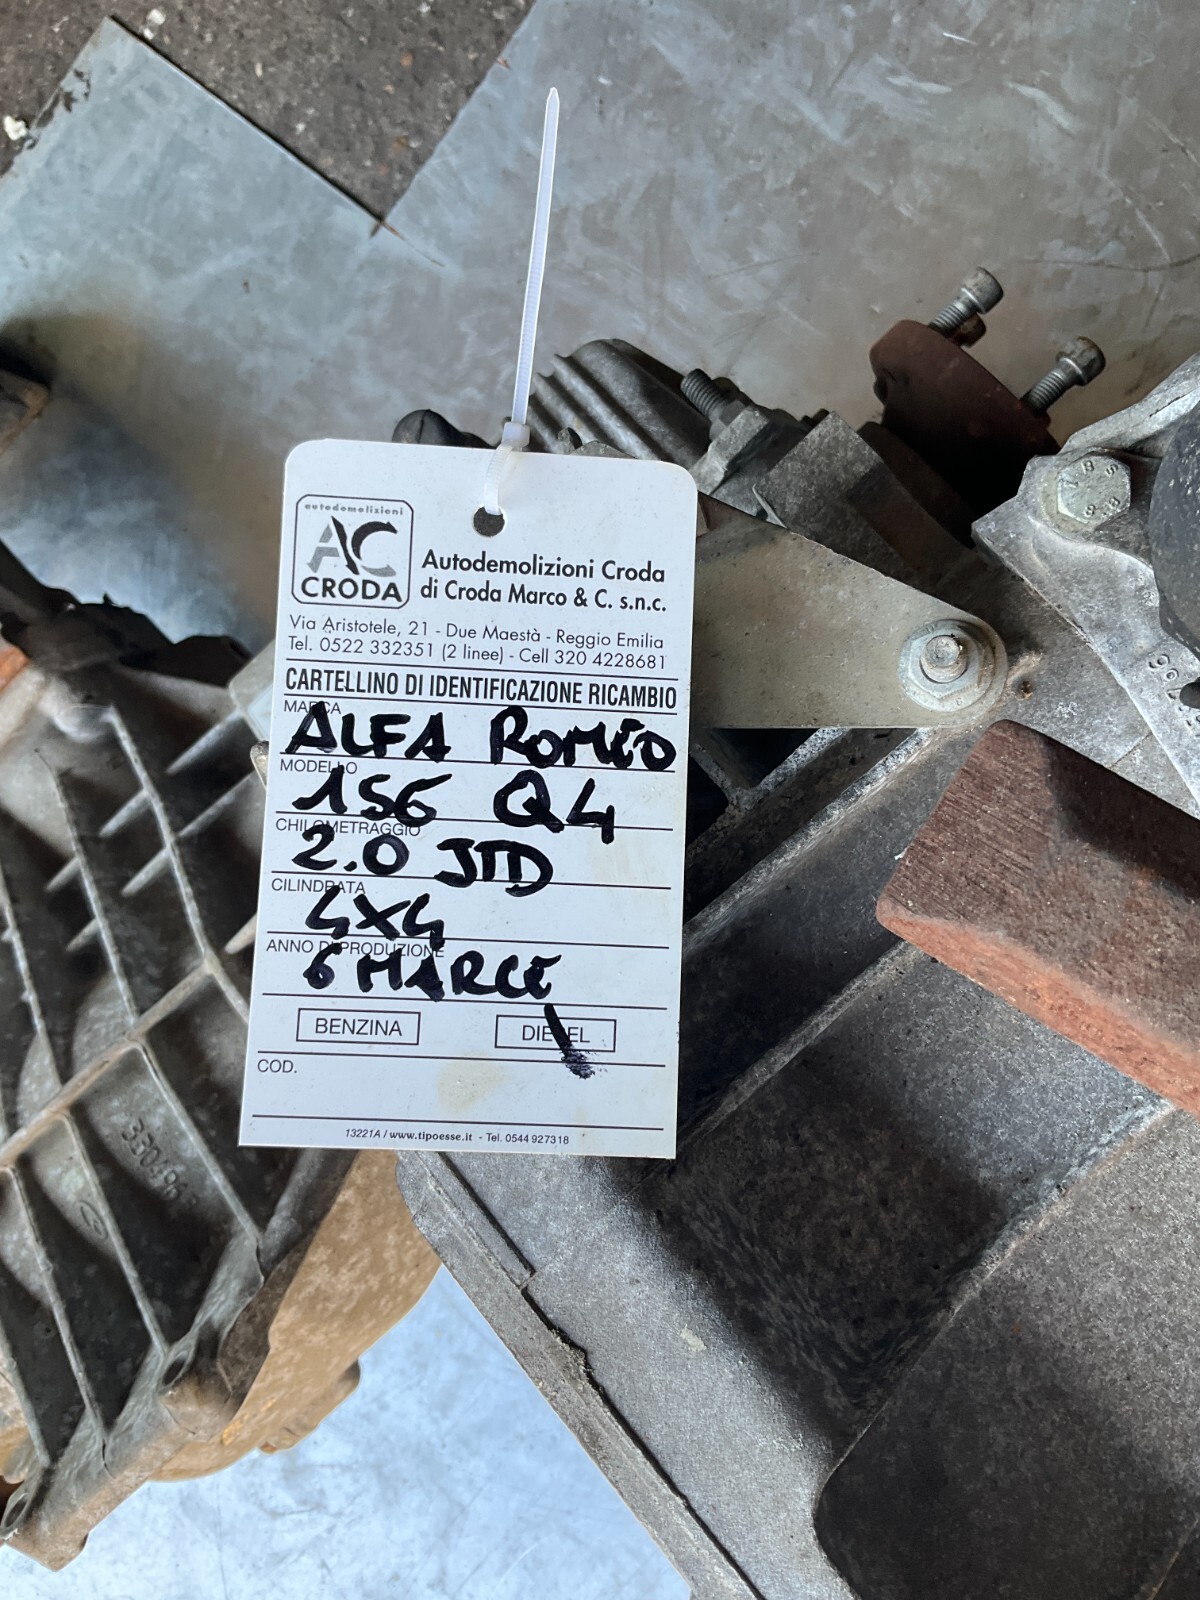 autodemolizioni
AC
CRODA
Autodemolizioni Croda
di Croda Marco & C. s.n.c.
Via Aristotele, 21 - Due Maestà - Reggio Emilia
Tel. 0522 332351 (2 linee) - Cell 320 4228681
CARTELLINO DI IDENTIFICAZIONE RICAMBIO
MARCA
ALFA ROMEO
MODELLO
156 Q4
CHILOMETRAGGIO
2.0 JTD
CILINDRATA
4X4
ANNO DI PRODUZIONE
6 MARCE
BENZINA DIESEL
COD.
13221A / www.tipoesse.it - Tel. 0544 927318